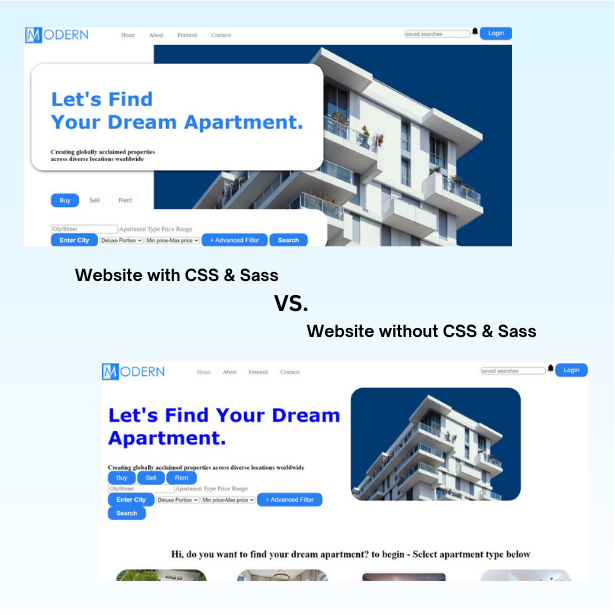 MODERN Home About Featured Contacts saved searches Login
Let's Find
Your Dream Apartment.
Creating globally acclaimed properties
across diverse locations worldwide
Buy Sell Rent
City/Street Apartment Type Price Range
Enter City Deluxe Portion Min price-Max price + Advanced Filter Search
Website with CSS & Sass
VS.
Website without CSS & Sass
MODERN Home About Featured Contacts saved searches Login
Let's Find Your Dream
Apartment.
Creating globally acclaimed properties across diverse locations worldwide
Buy Sell Rent
City/Street Apartment Type Price Range
Enter City Deluxe Portion Min price-Max price + Advanced Filter
Search
Hi, do you want to find your dream apartment? to begin - Select apartment type below